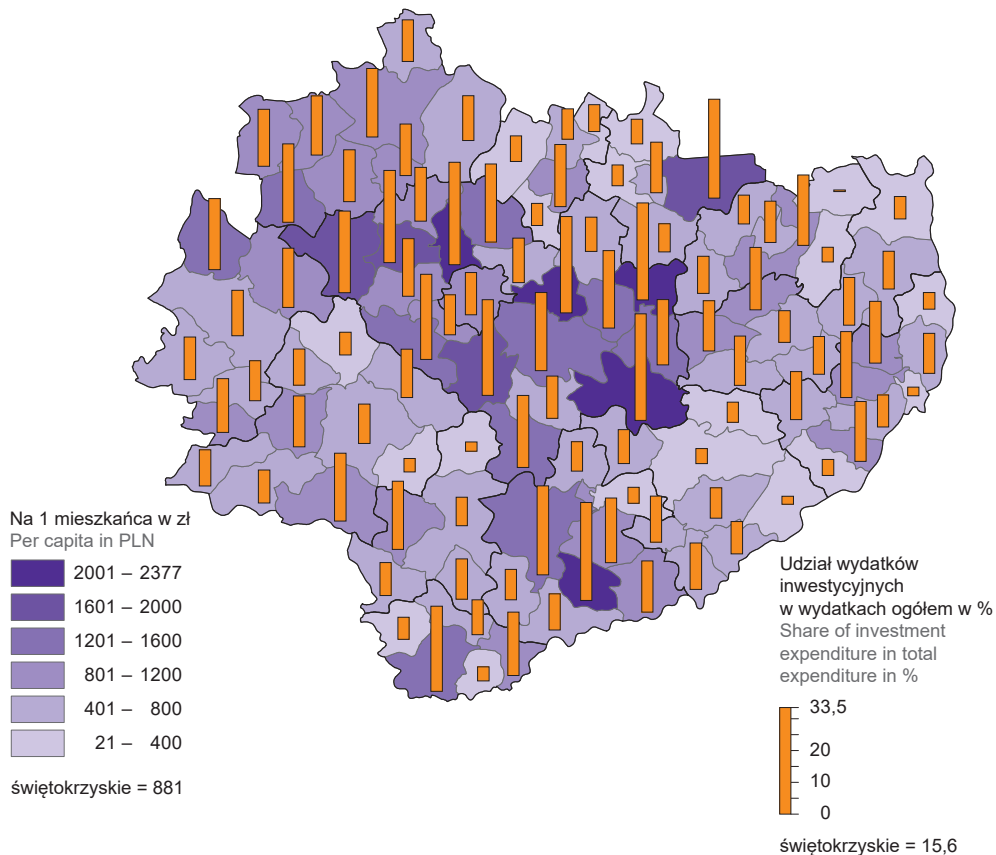 Na 1 mieszkańca w zł
Per capita in PLN
2001 – 2377
1601 – 2000
1201 – 1600
801 – 1200
401 – 800
21 – 400
świętokrzyskie = 881
Udział wydatków
inwestycyjnych
w wydatkach ogółem w %
Share of investment
expenditure in total
expenditure in %
33,5
20
10
0
świętokrzyskie = 15,6